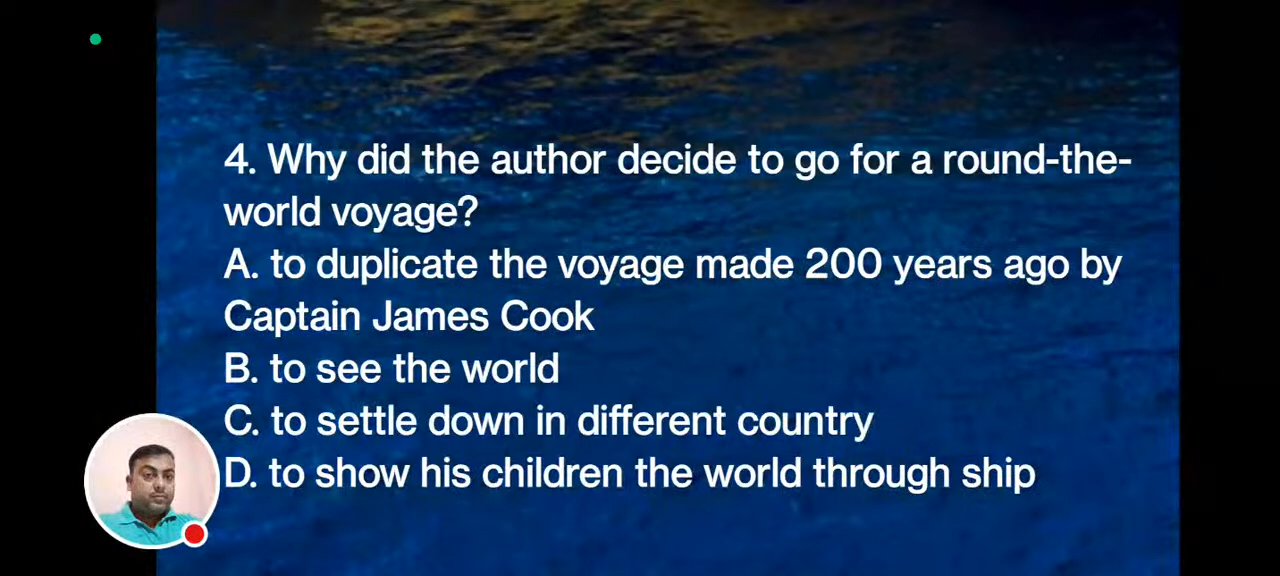 4. Why did the author decide to go for a round-the-
world voyage?
A. to duplicate the voyage made 200 years ago by
Captain James Cook
B. to see the world
C. to settle down in different country
D. to show his children the world through ship